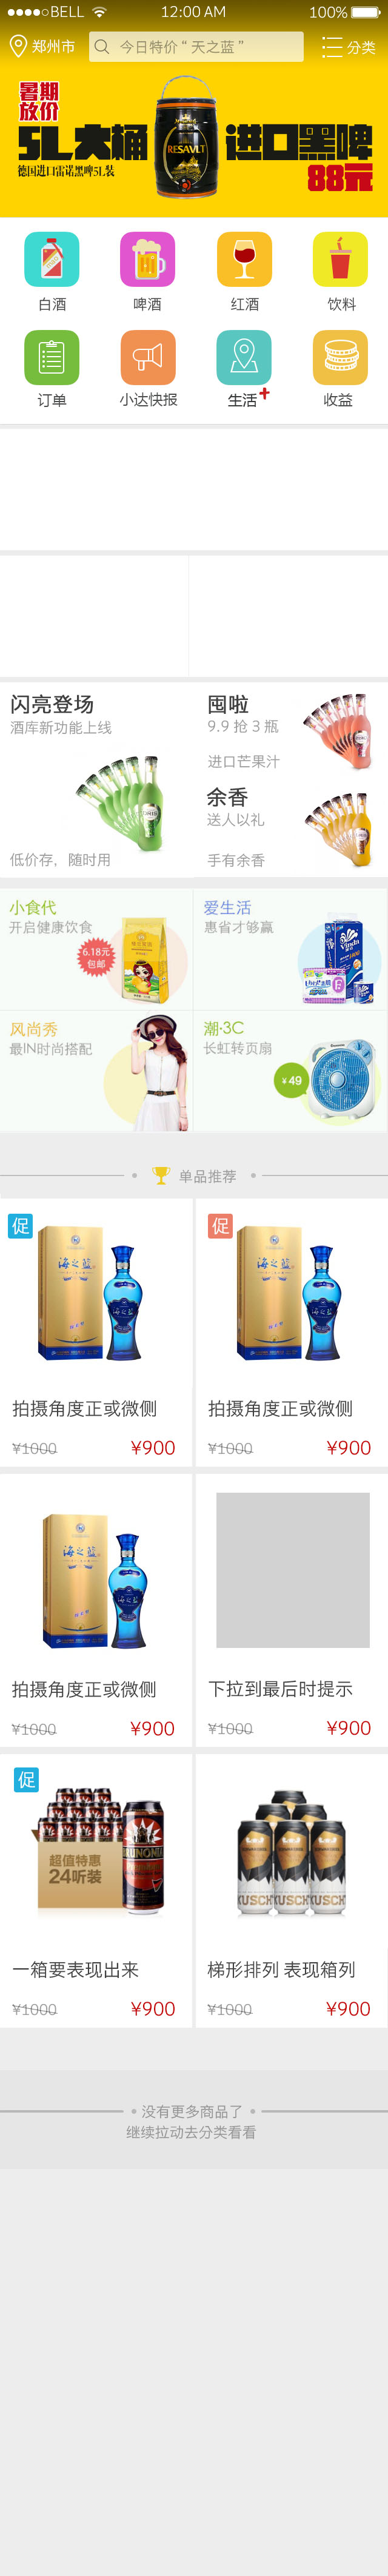 BELL 12:00 AM 100%
郑州市 今日特价“天之蓝” 分类
暑期
放价
5L大桶 进口黑啤
德国进口雷诺黑啤5L装 88元
RESAVLT
白酒 啤酒 红酒 饮料
订单 小达快报 生活+ 收益
闪亮登场
酒库新功能上线
低价存，随时用
囤啦
9.9 抢 3 瓶
进口芒果汁
余香
送人以礼
手有余香
小食代
开启健康饮食
6.18元
包邮
爱生活
惠省才够赢
Vinda
风尚秀
最IN时尚搭配
潮·3C
长虹转页扇
¥49
单品推荐
促
海之蓝
拍摄角度正或微侧
¥1000 ¥900
促
海之蓝
拍摄角度正或微侧
¥1000 ¥900
海之蓝
拍摄角度正或微侧
¥1000 ¥900
下拉到最后时提示
¥1000 ¥900
促
超值特惠
24听装
一箱要表现出来
¥1000 ¥900
梯形排列 表现箱列
¥1000 ¥900
没有更多商品了
继续拉动去分类看看